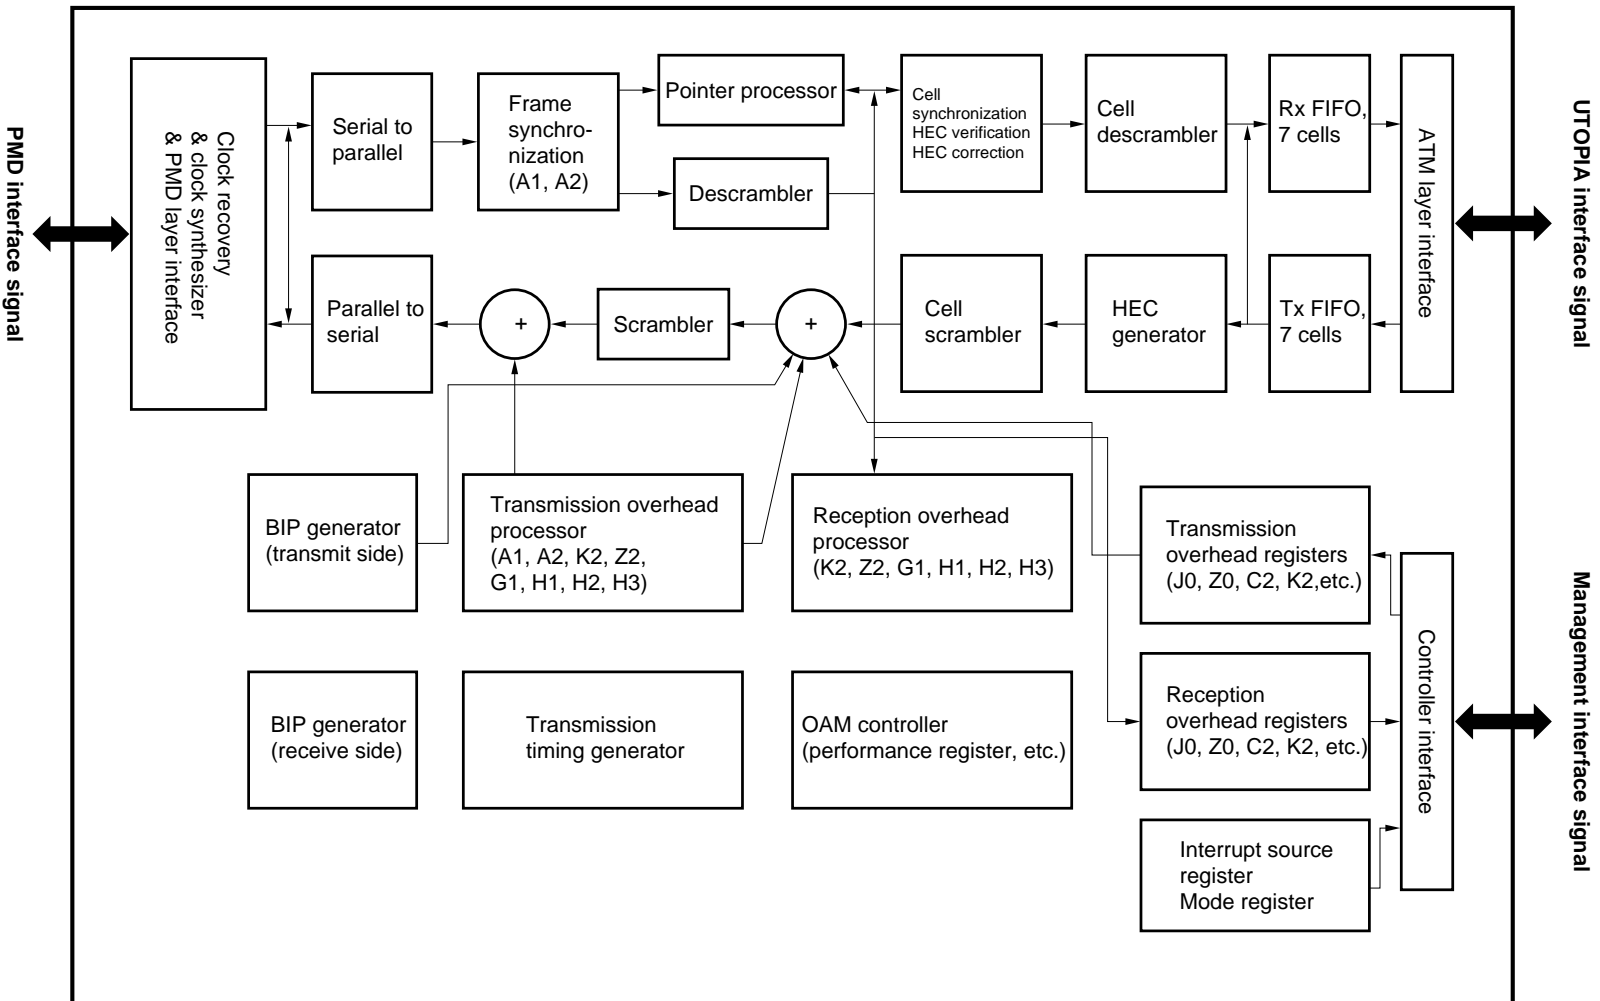 PMD interface signal
Clock recovery
& clock synthesizer
& PMD layer interface
Serial to
parallel
Frame
synchro-
nization
(A1, A2)
Pointer processor
Descrambler
Cell
synchronization
HEC verification
HEC correction
Cell
descrambler
Rx FIFO,
7 cells
ATM layer interface
UTOPIA interface signal
Parallel to
serial
+
Scrambler
+
Cell
scrambler
HEC
generator
Tx FIFO,
7 cells
BIP generator
(transmit side)
Transmission overhead
processor
(A1, A2, K2, Z2,
G1, H1, H2, H3)
Reception overhead
processor
(K2, Z2, G1, H1, H2, H3)
Transmission
overhead registers
(J0, Z0, C2, K2,etc.)
Controller interface
Management interface signal
BIP generator
(receive side)
Transmission
timing generator
OAM controller
(performance register, etc.)
Reception
overhead registers
(J0, Z0, C2, K2, etc.)
Interrupt source
register
Mode register